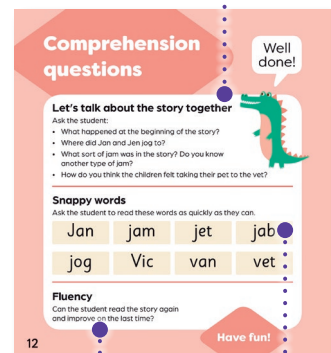 Comprehension
questions
Well
done!
Let's talk about the story together
Ask the student:
• What happened at the beginning of the story?
• Where did Jan and Jen jog to?
• What sort of jam was in the story? Do you know
another type of jam?
• How do you think the children felt taking their pet to the vet?
Snappy words
Ask the student to read these words as quickly as they can.
Jan jam jet jab
jog Vic van vet
Fluency
Can the student read the story again
and improve on the last time?
Have fun!
12